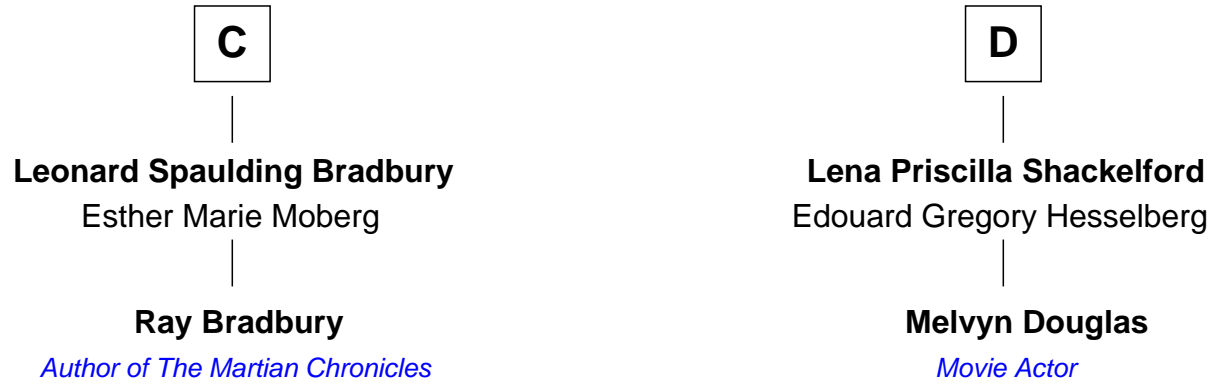 C
D
Leonard Spaulding Bradbury
Esther Marie Moberg
Lena Priscilla Shackelford
Edouard Gregory Hesselberg
Ray Bradbury
Author of The Martian Chronicles
Melvyn Douglas
Movie Actor